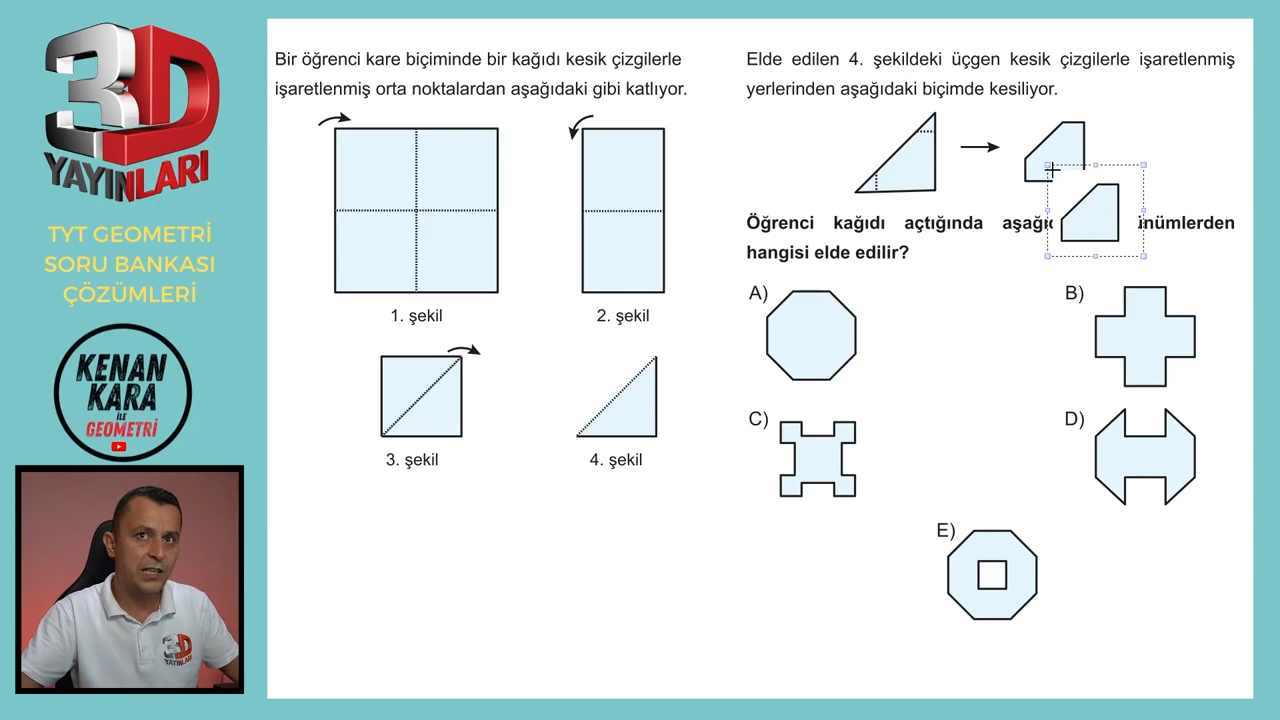 3D
YAYINLARI
TYT GEOMETRİ
SORU BANKASI
ÇÖZÜMLERİ
KENAN
KARA
İLE
GEOMETRİ
3D
YAYINLARI
Bir öğrenci kare biçiminde bir kağıdı kesik çizgilerle
işaretlenmiş orta noktalardan aşağıdaki gibi katlıyor.
1. şekil
2. şekil
3. şekil
4. şekil
Elde edilen 4. şekildeki üçgen kesik çizgilerle işaretlenmiş
yerlerinden aşağıdaki biçimde kesiliyor.
Öğrenci kağıdı açtığında
hangisi elde edilir?
A)
B)
C)
D)
E)